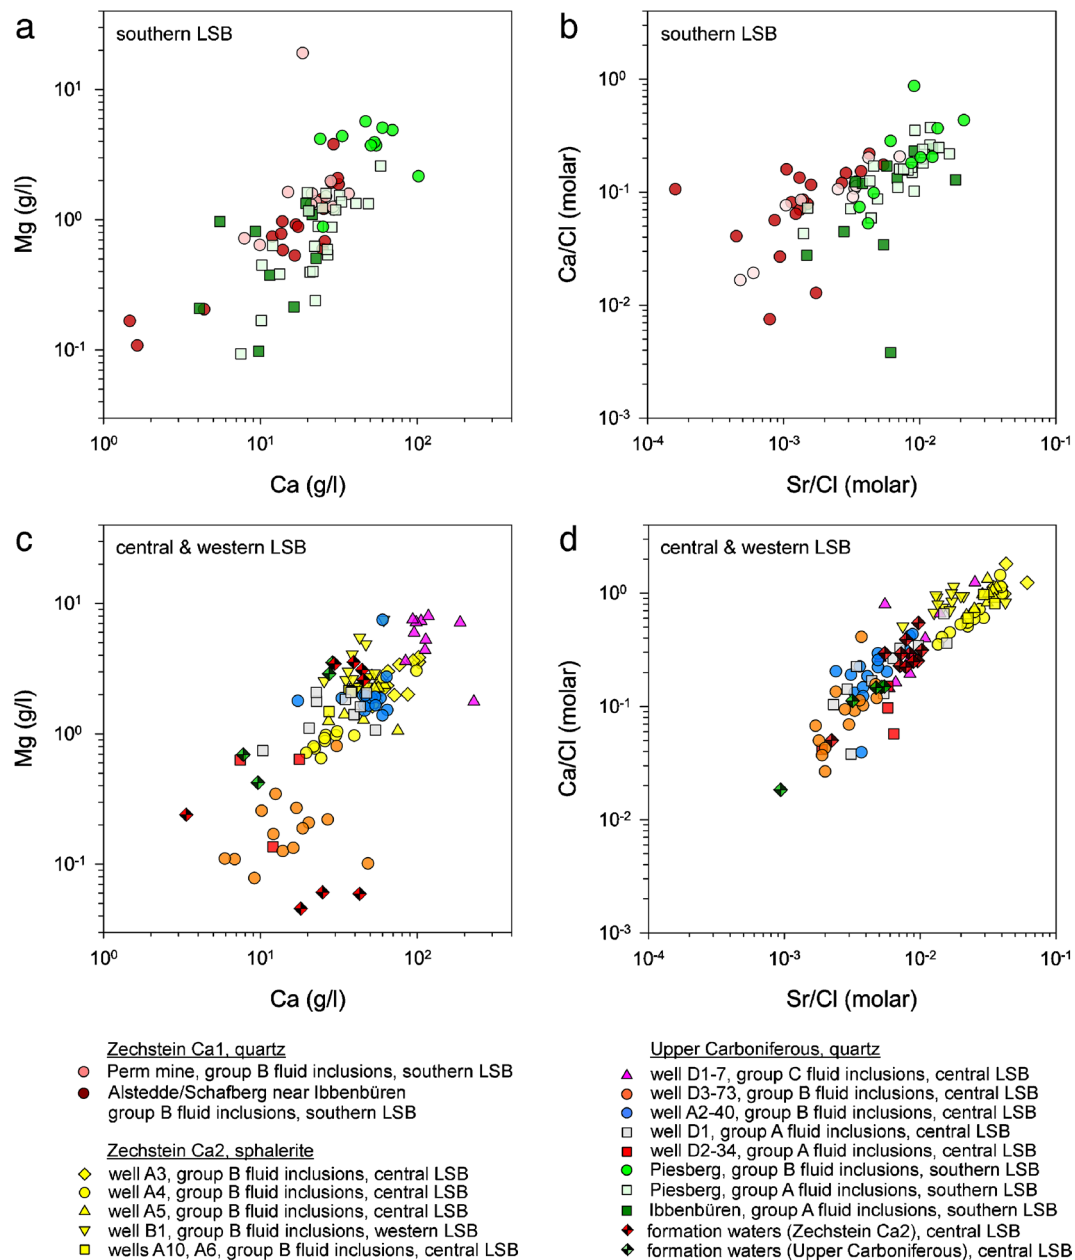 a
southern LSB
10¹
10⁰
10⁻¹
Mg (g/l)
10⁰
10¹
10²
Ca (g/l)
b
southern LSB
10⁰
10⁻¹
10⁻²
10⁻³
Ca/Cl (molar)
10⁻⁴
10⁻³
10⁻²
10⁻¹
Sr/Cl (molar)
c
central & western LSB
10¹
10⁰
10⁻¹
Mg (g/l)
10⁰
10¹
10²
Ca (g/l)
d
central & western LSB
10⁰
10⁻¹
10⁻²
10⁻³
Ca/Cl (molar)
10⁻⁴
10⁻³
10⁻²
10⁻¹
Sr/Cl (molar)
Zechstein Ca1, quartz
Perm mine, group B fluid inclusions, southern LSB
Alstedde/Schafberg near Ibbenbüren
group B fluid inclusions, southern LSB
Zechstein Ca2, sphalerite
well A3, group B fluid inclusions, central LSB
well A4, group B fluid inclusions, central LSB
well A5, group B fluid inclusions, central LSB
well B1, group B fluid inclusions, western LSB
wells A10, A6, group B fluid inclusions, central LSB
Upper Carboniferous, quartz
well D1-7, group C fluid inclusions, central LSB
well D3-73, group B fluid inclusions, central LSB
well A2-40, group B fluid inclusions, central LSB
well D1, group A fluid inclusions, central LSB
well D2-34, group A fluid inclusions, central LSB
Piesberg, group B fluid inclusions, southern LSB
Piesberg, group A fluid inclusions, southern LSB
Ibbenbüren, group A fluid inclusions, southern LSB
formation waters (Zechstein Ca2), central LSB
formation waters (Upper Carboniferous), central LSB